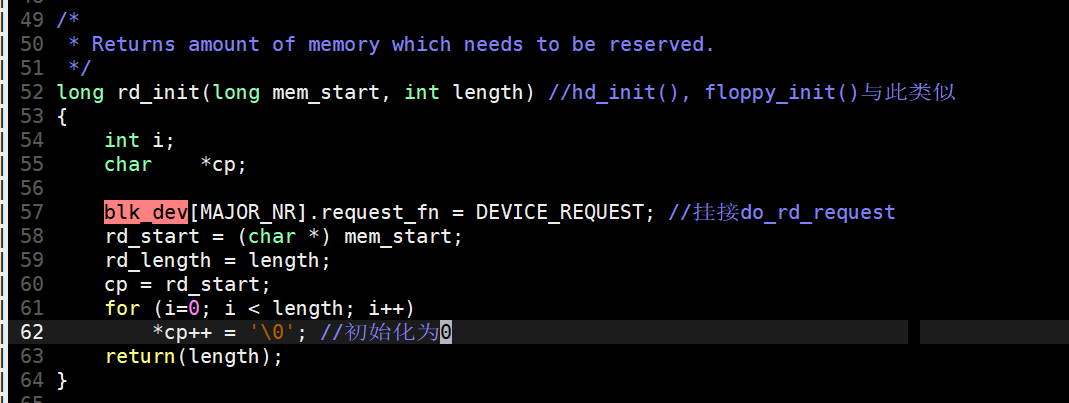 49 /*
50  * Returns amount of memory which needs to be reserved.
51  */
52 long rd_init(long mem_start, int length) //hd_init(), floppy_init()与此类似
53 {
54     int i;
55     char    *cp;
56
57     blk_dev[MAJOR_NR].request_fn = DEVICE_REQUEST; //挂接do_rd_request
58     rd_start = (char *) mem_start;
59     rd_length = length;
60     cp = rd_start;
61     for (i=0; i < length; i++)
62         *cp++ = '\0'; //初始化为0
63     return(length);
64 }